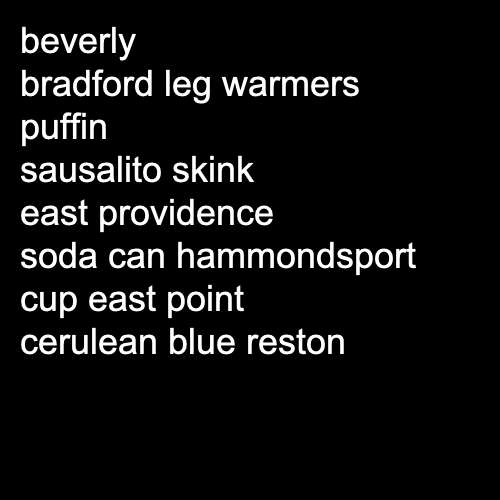 beverly
bradford leg warmers
puffin
sausalito skink
east providence
soda can hammondsport
cup east point
cerulean blue reston